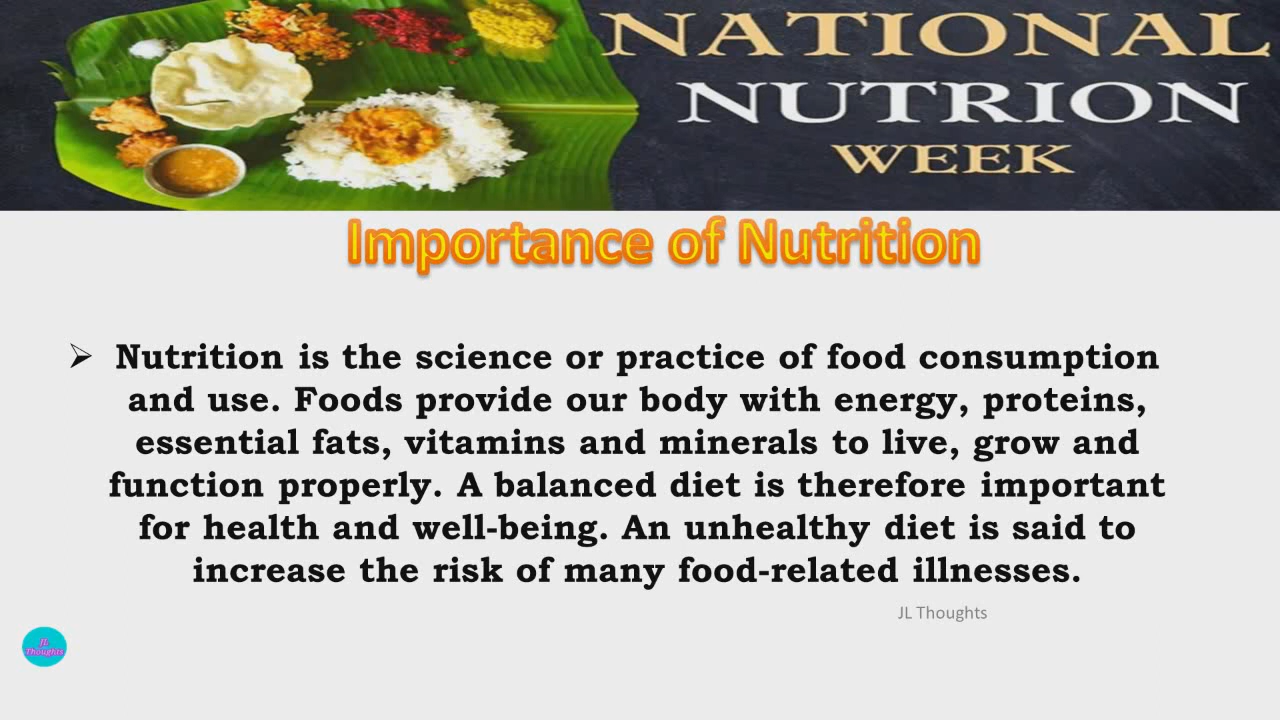 NATIONAL
NUTRION
WEEK
Importance of Nutrition
➢ Nutrition is the science or practice of food consumption
and use. Foods provide our body with energy, proteins,
essential fats, vitamins and minerals to live, grow and
function properly. A balanced diet is therefore important
for health and well-being. An unhealthy diet is said to
increase the risk of many food-related illnesses.
JL Thoughts
JL
Thoughts